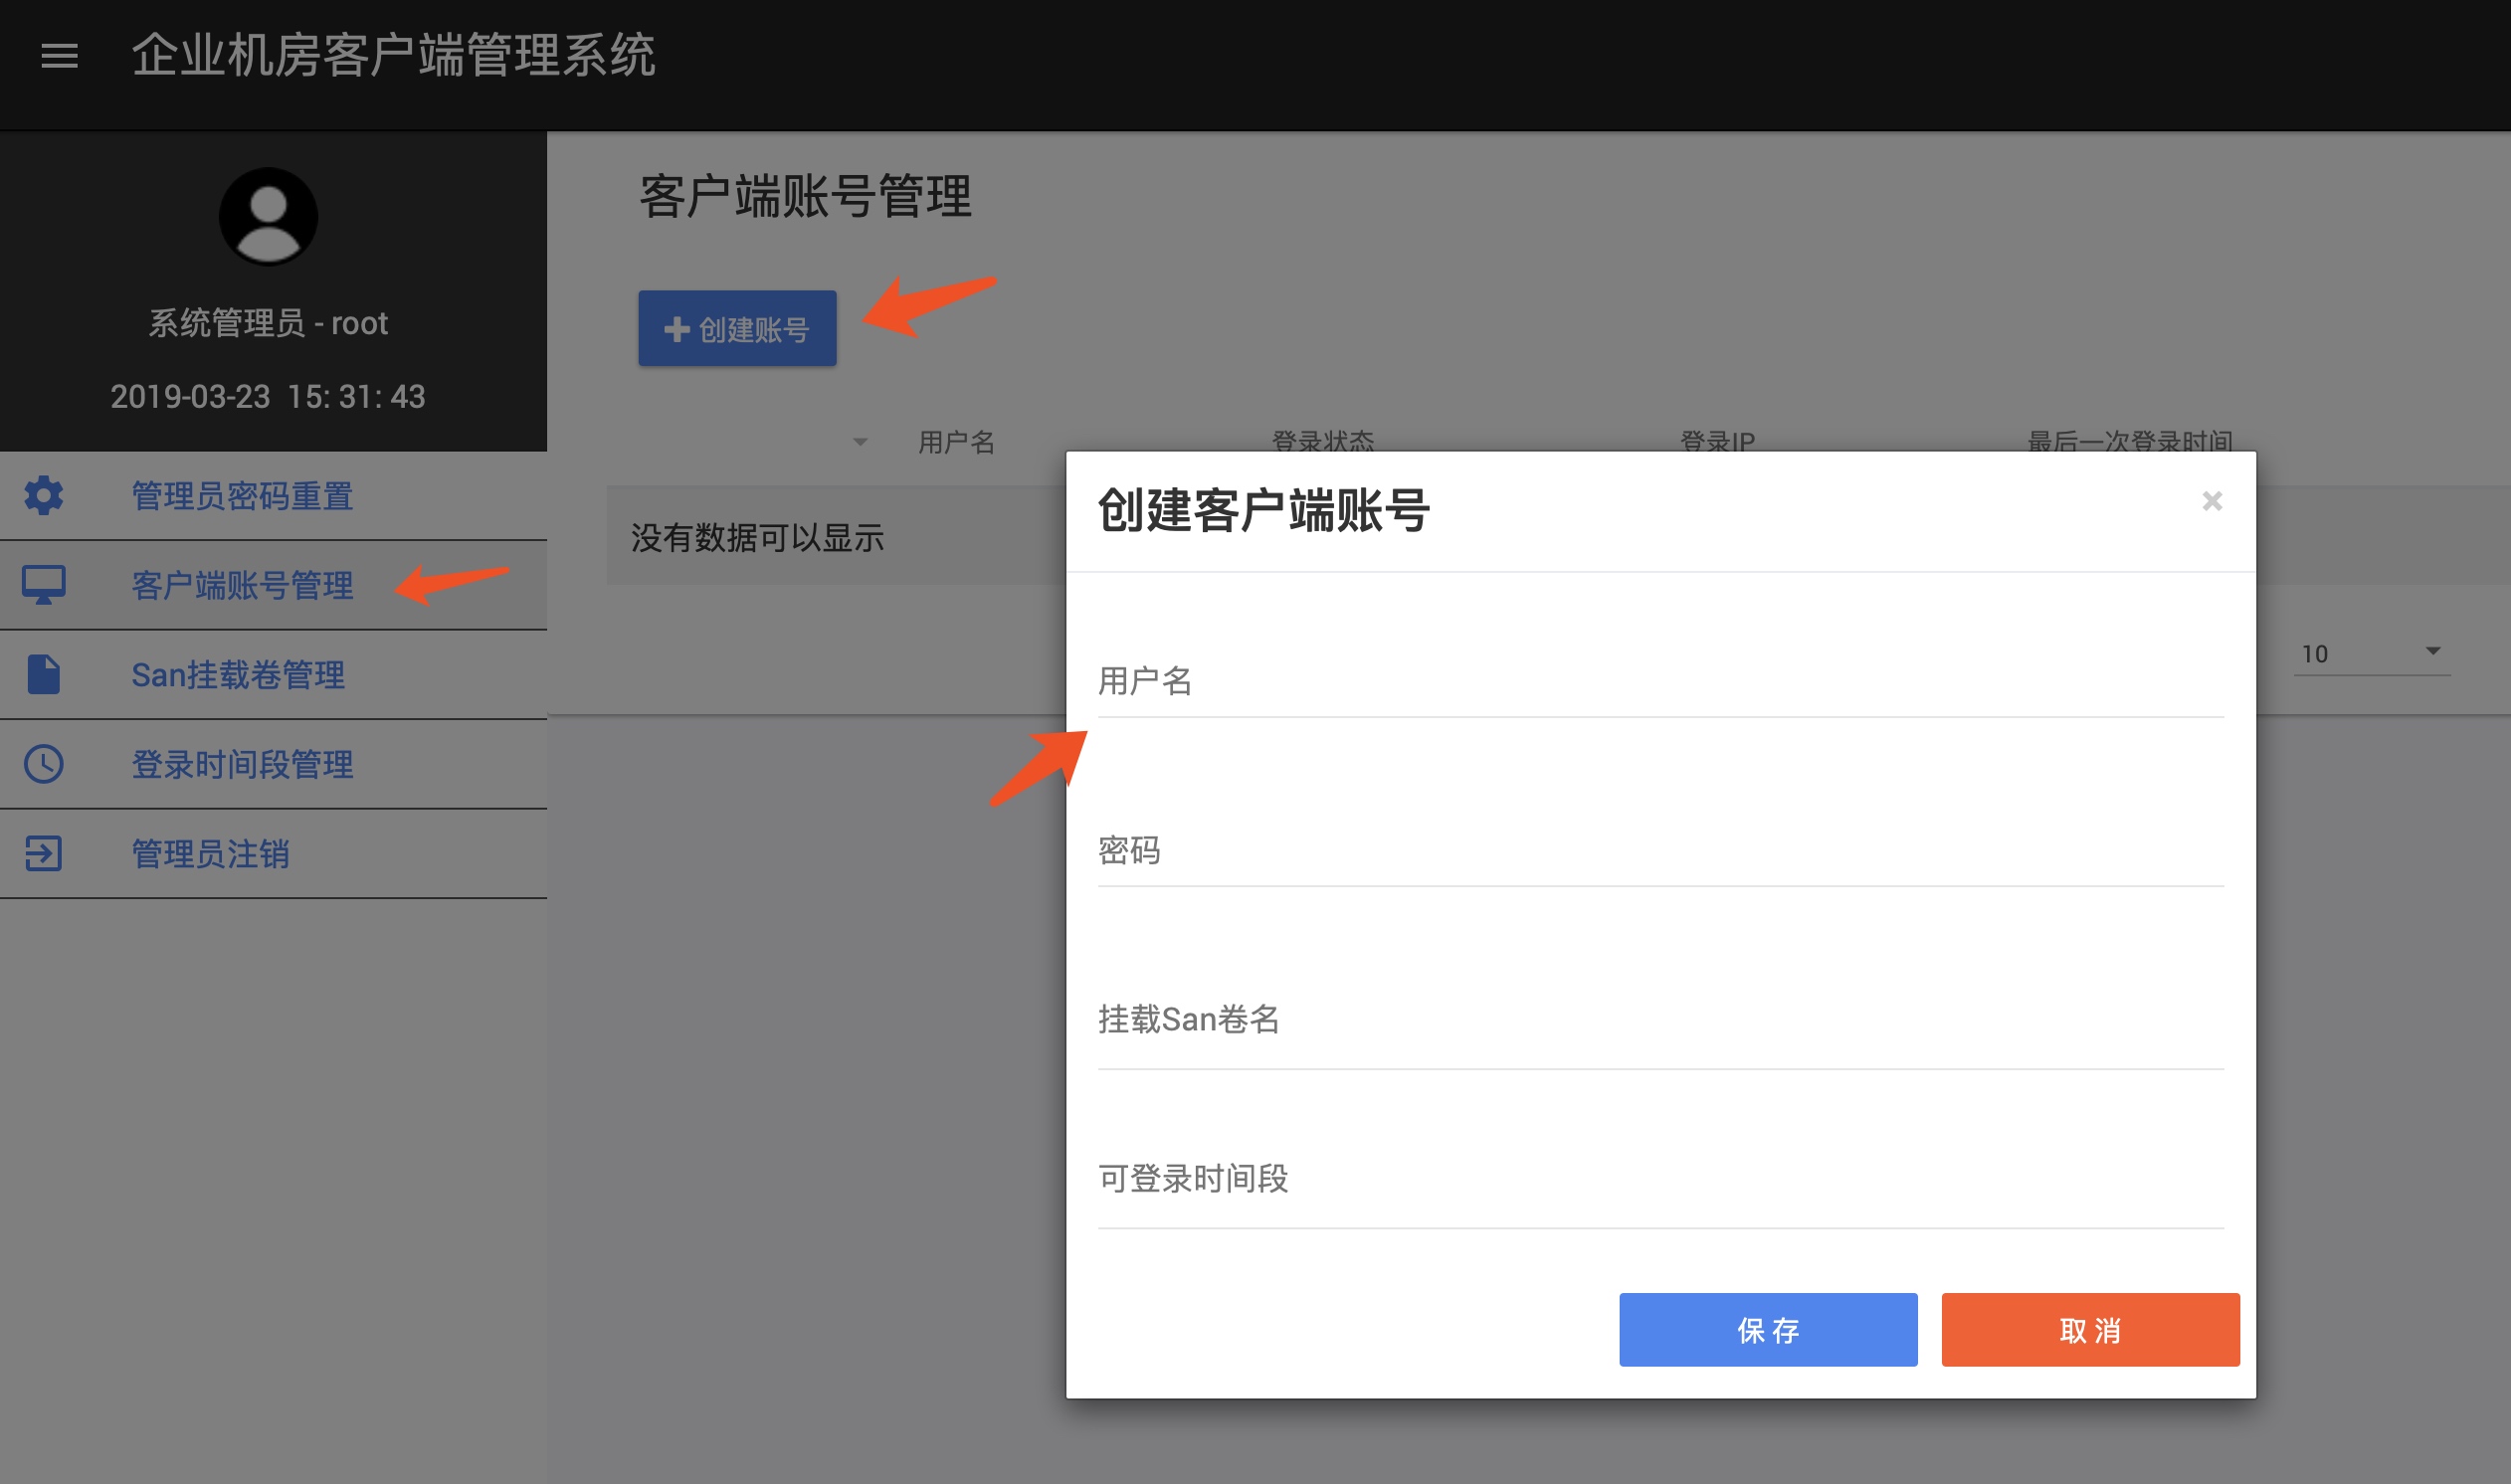 企业机房客户端管理系统
系统管理员 - root
2019-03-23 15: 31: 43
管理员密码重置
客户端账号管理
San挂载卷管理
登录时间段管理
管理员注销
客户端账号管理
创建账号
用户名 登录状态 登录IP 最后一次登录时间
没有数据可以显示
10
创建客户端账号
用户名
密码
挂载San卷名
可登录时间段
保 存 取 消